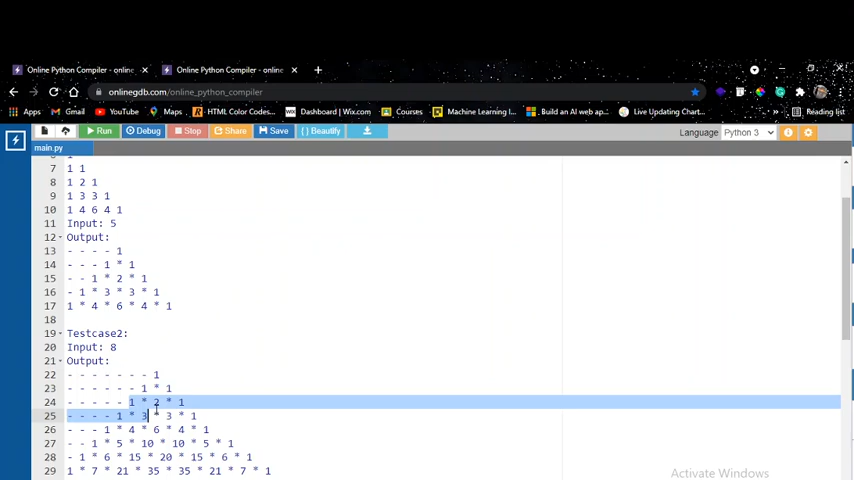 Online Python Compiler - online
Online Python Compiler - online
onlinegdb.com/online_python_compiler
Apps Gmail YouTube Maps HTML Color Codes... Dashboard | Wix.com Courses Machine Learning I... Build an AI web ap... Live Updating Chart... Reading list
Run Debug Stop Share Save { } Beautify Language Python 3
main.py
7 1 1
8 1 2 1
9 1 3 3 1
10 1 4 6 4 1
11 Input: 5
12 Output:
13 - - - - 1
14 - - - 1 * 1
15 - - 1 * 2 * 1
16 - 1 * 3 * 3 * 1
17 1 * 4 * 6 * 4 * 1
18
19 Testcase2:
20 Input: 8
21 Output:
22 - - - - - - - 1
23 - - - - - - 1 * 1
24 - - - - - 1 * 2 * 1
25 - - - - 1 * 3 * 3 * 1
26 - - - 1 * 4 * 6 * 4 * 1
27 - - 1 * 5 * 10 * 10 * 5 * 1
28 - 1 * 6 * 15 * 20 * 15 * 6 * 1
29 1 * 7 * 21 * 35 * 35 * 21 * 7 * 1
Activate Windows